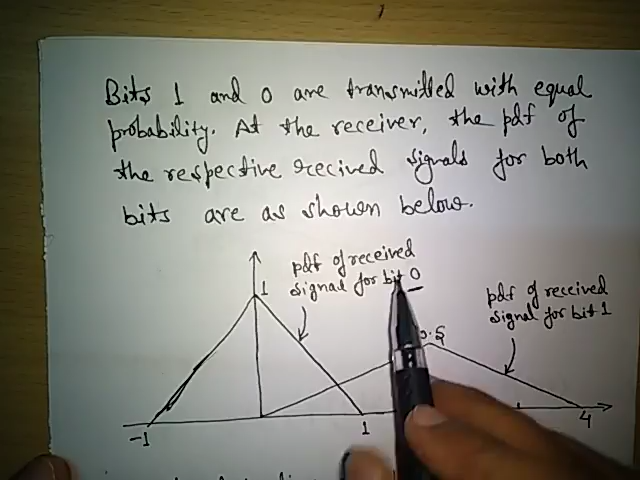 Bits 1 and 0 are transmitted with equal
probability. At the receiver, the pdf of
the respective recived signals for both
bits are as shown below.
pdf of received
signal for bit 0
pdf of received
signal for bit 1
1
0.5
-1
1
4